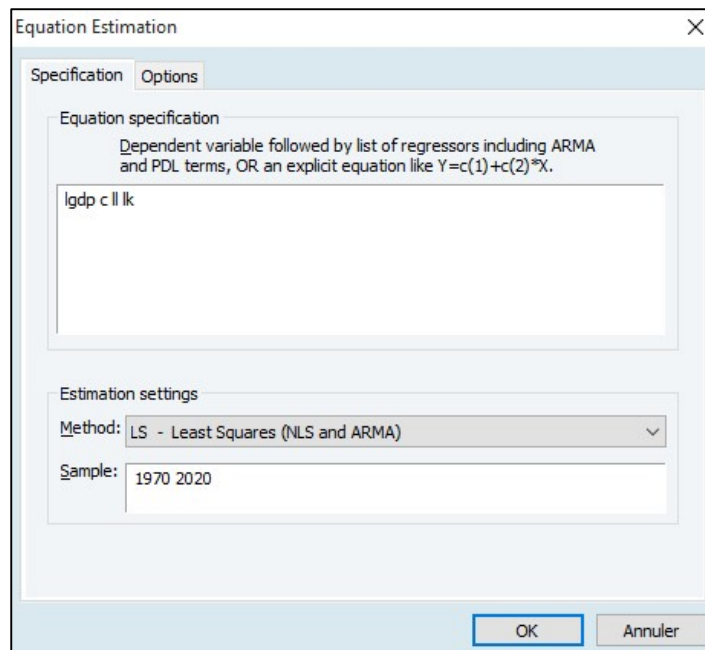 Equation Estimation
Specification Options
Equation specification
Dependent variable followed by list of regressors including ARMA
and PDL terms, OR an explicit equation like Y=c(1)+c(2)*X.
lgdp c ll lk
Estimation settings
Method: LS - Least Squares (NLS and ARMA)
Sample: 1970 2020
OK Annuler